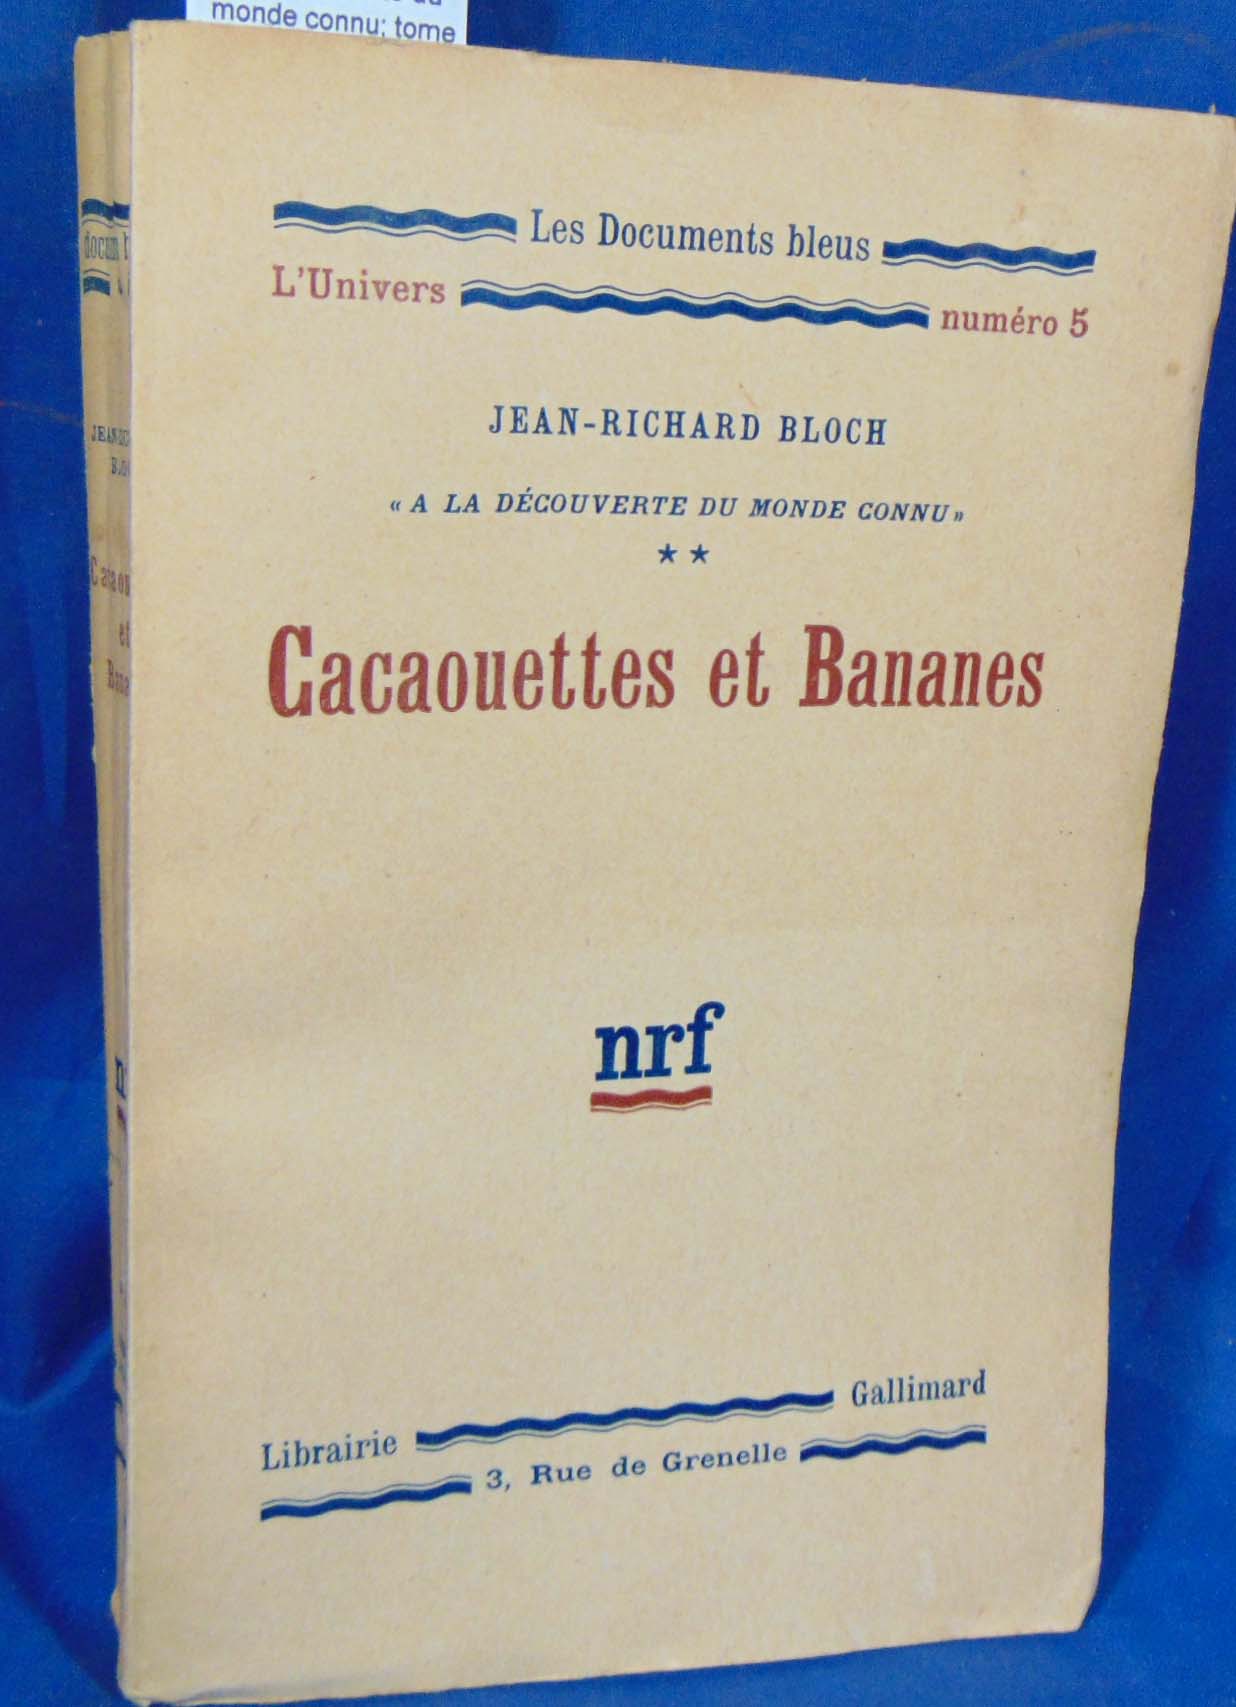 monde connu; tome
Les Documents bleus
L'Univers numéro 5
JEAN-RICHARD BLOCH
« A LA DÉCOUVERTE DU MONDE CONNU »
★ ★
Cacaouettes et Bananes
nrf
Librairie Gallimard
3, Rue de Grenelle